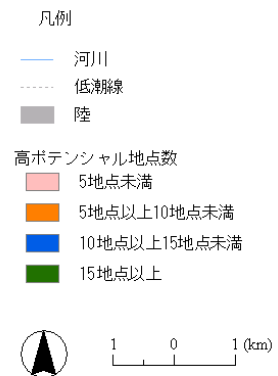 凡例
河川
低潮線
陸
高ポテンシャル地点数
5地点未満
5地点以上10地点未満
10地点以上15地点未満
15地点以上
1 0 1 (km)